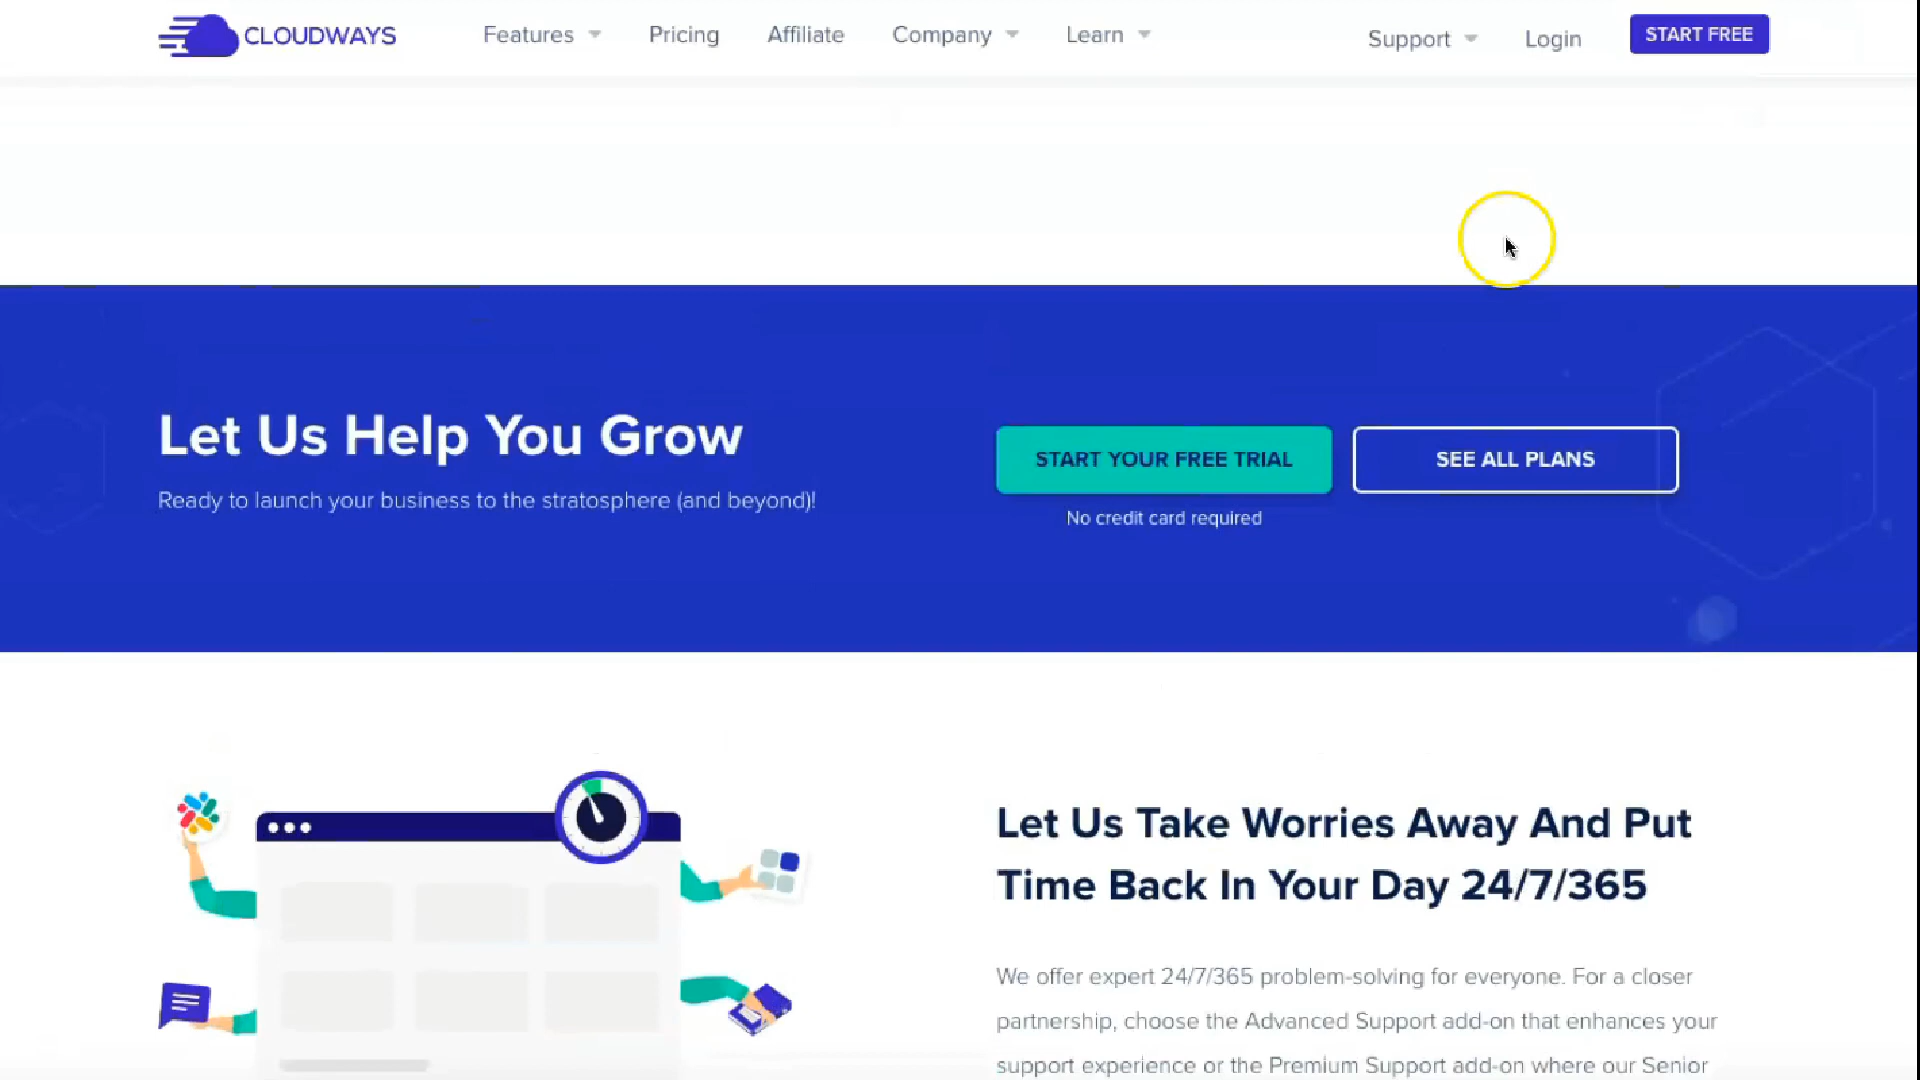 CLOUDWAYS Features Pricing Affiliate Company Learn Support Login START FREE
Let Us Help You Grow
Ready to launch your business to the stratosphere (and beyond)!
START YOUR FREE TRIAL
No credit card required
SEE ALL PLANS
Let Us Take Worries Away And Put
Time Back In Your Day 24/7/365
We offer expert 24/7/365 problem-solving for everyone. For a closer
partnership, choose the Advanced Support add-on that enhances your
support experience or the Premium Support add-on where our Senior